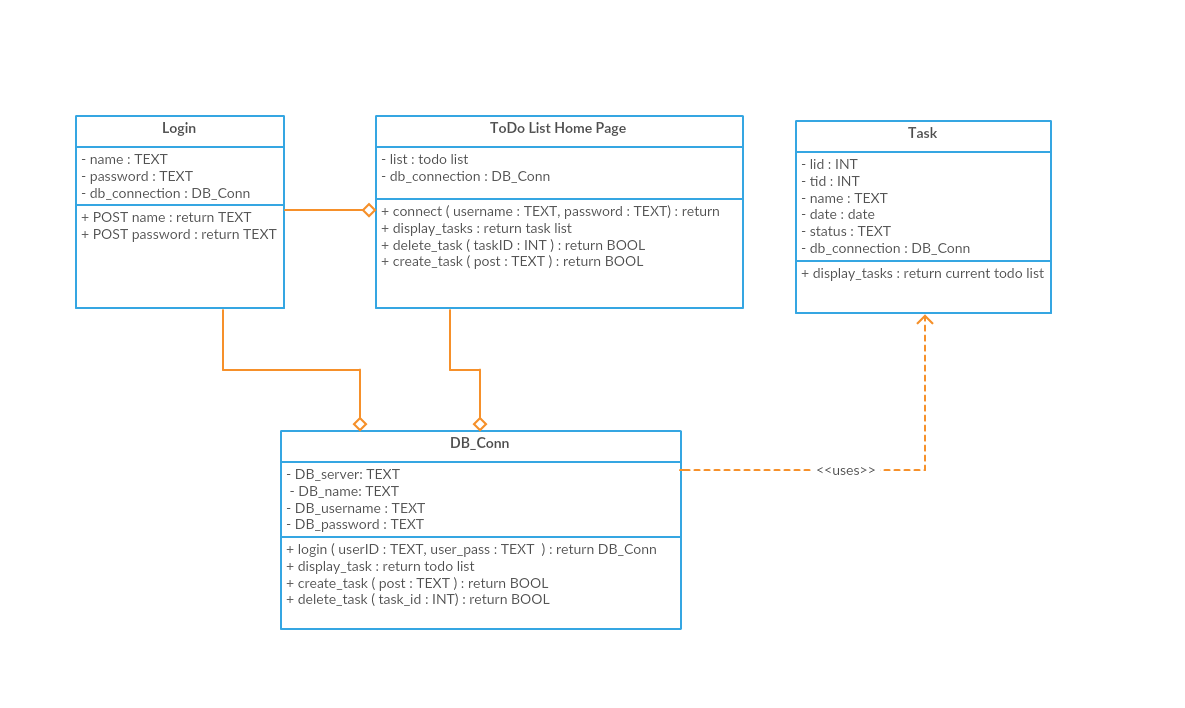 Login
- name : TEXT
- password : TEXT
- db_connection : DB_Conn
+ POST name : return TEXT
+ POST password : return TEXT
ToDo List Home Page
- list : todo list
- db_connection : DB_Conn
+ connect ( username : TEXT, password : TEXT) : return
+ display_tasks : return task list
+ delete_task ( taskID : INT ) : return BOOL
+ create_task ( post : TEXT ) : return BOOL
Task
- lid : INT
- tid : INT
- name : TEXT
- date : date
- status : TEXT
- db_connection : DB_Conn
+ display_tasks : return current todo list
DB_Conn
- DB_server: TEXT
- DB_name: TEXT
- DB_username : TEXT
- DB_password : TEXT
+ login ( userID : TEXT, user_pass : TEXT  ) : return DB_Conn
+ display_task : return todo list
+ create_task ( post : TEXT ) : return BOOL
+ delete_task ( task_id : INT) : return BOOL
<<uses>>